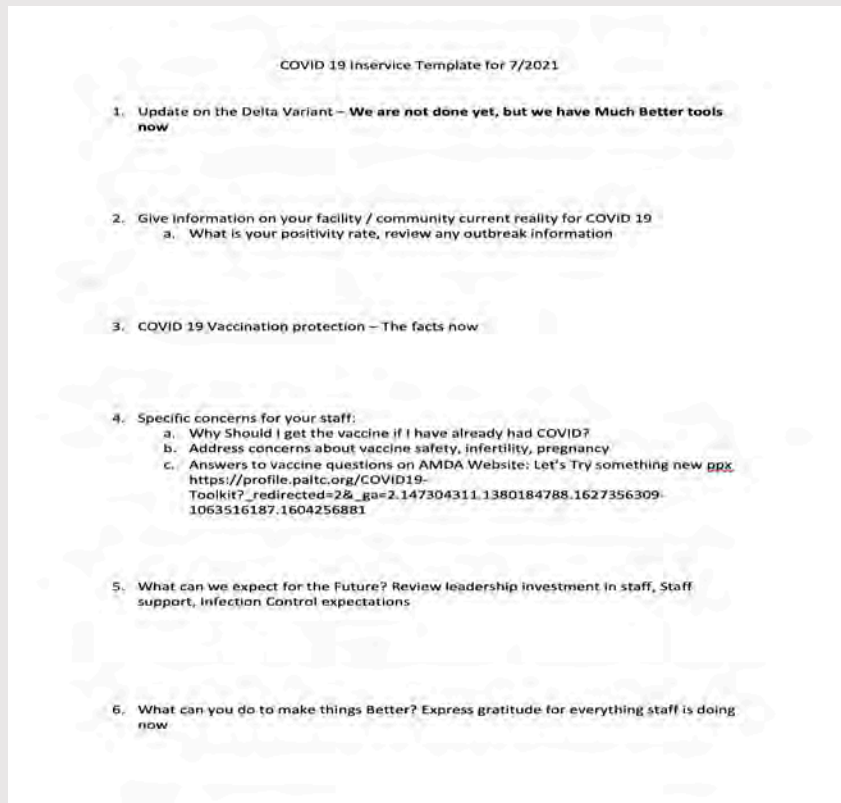 COVID 19 Inservice Template for 7/2021
1. Update on the Delta Variant – We are not done yet, but we have Much Better tools
now
2. Give information on your facility / community current reality for COVID 19
a. What is your positivity rate, review any outbreak information
3. COVID 19 Vaccination protection – The facts now
4. Specific concerns for your staff:
a. Why Should I get the vaccine if I have already had COVID?
b. Address concerns about vaccine safety, infertility, pregnancy
c. Answers to vaccine questions on AMDA Website: Let's Try something new ppx
https://profile.paltc.org/COVID19-
Toolkit?_redirected=2&_ga=2.147304311.1380184788.1627356309-
1063516187.1604256881
5. What can we expect for the Future? Review leadership investment in staff, Staff
support, Infection Control expectations
6. What can you do to make things Better? Express gratitude for everything staff is doing
now